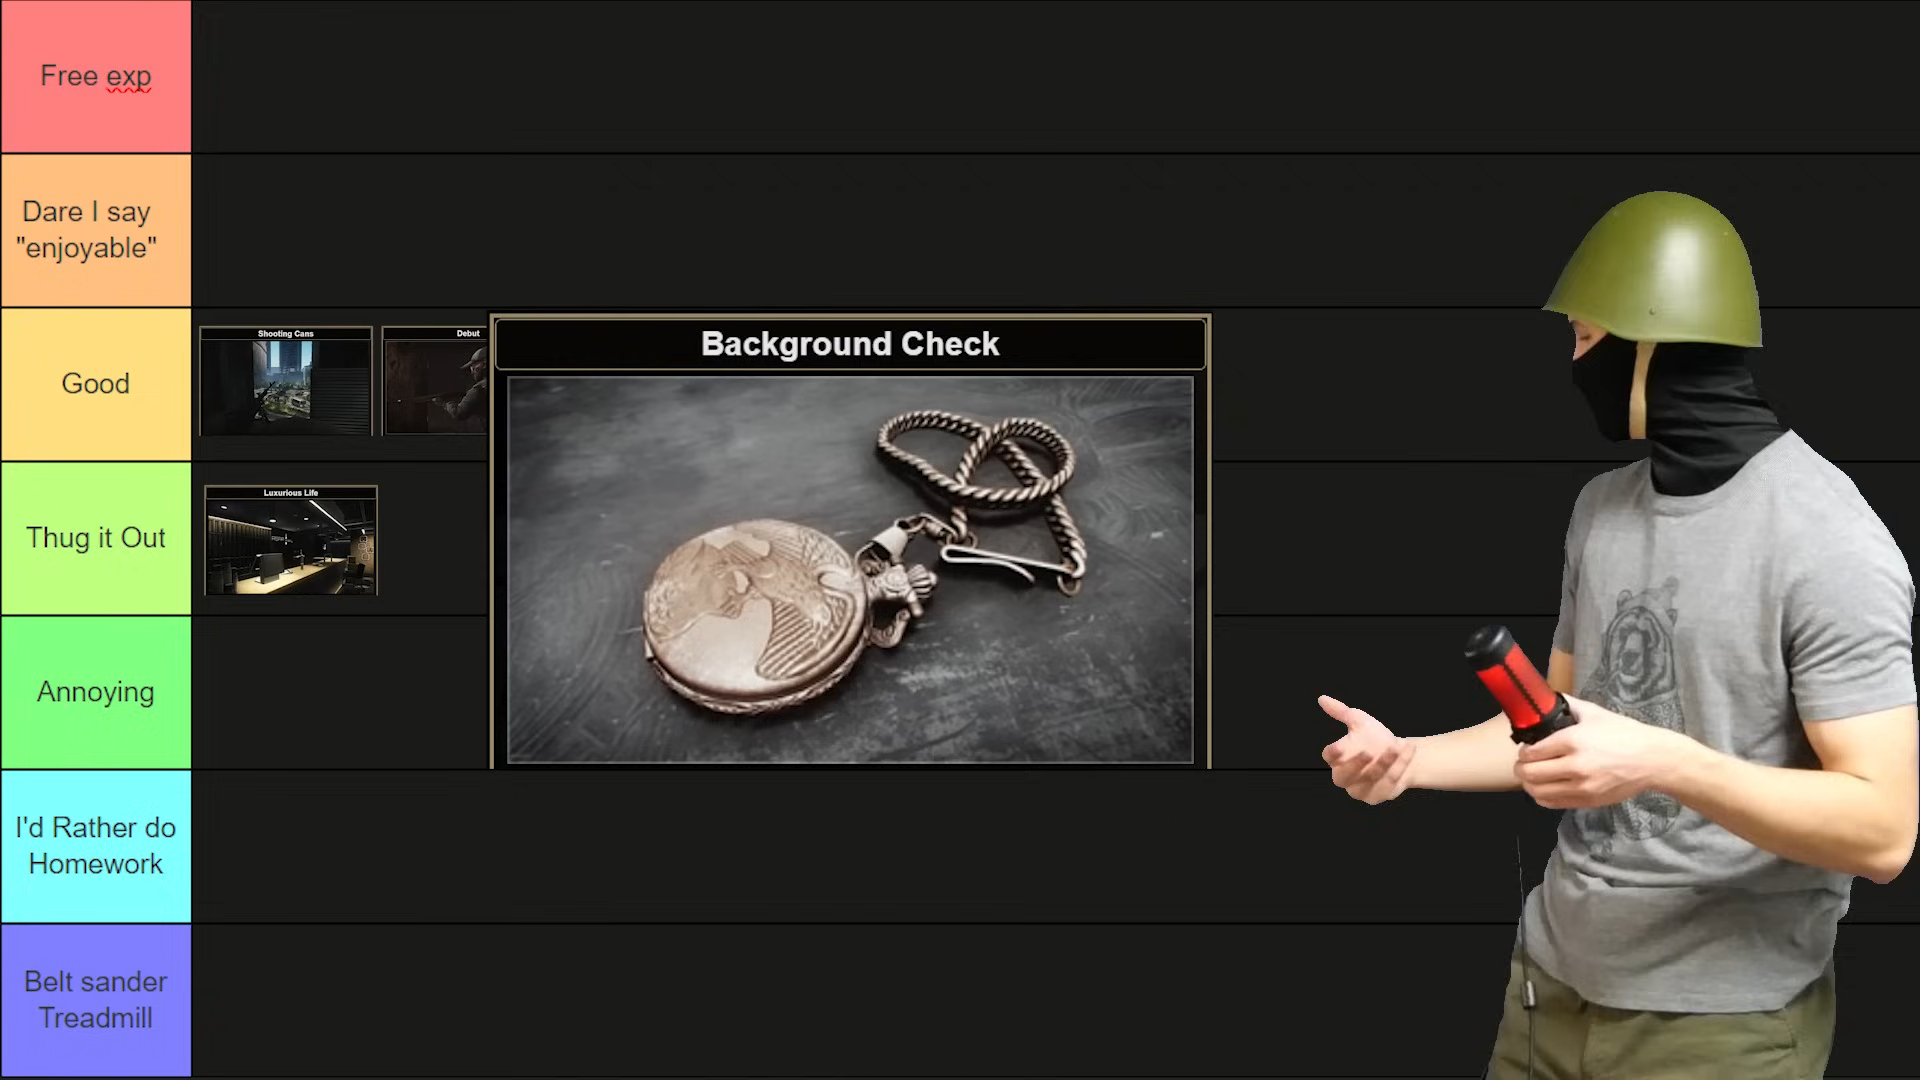 Free exp
Dare I say
"enjoyable"
Good
Shooting Cans
Debut
Background Check
Thug it Out
Luxurious Life
Annoying
I'd Rather do
Homework
Belt sander
Treadmill